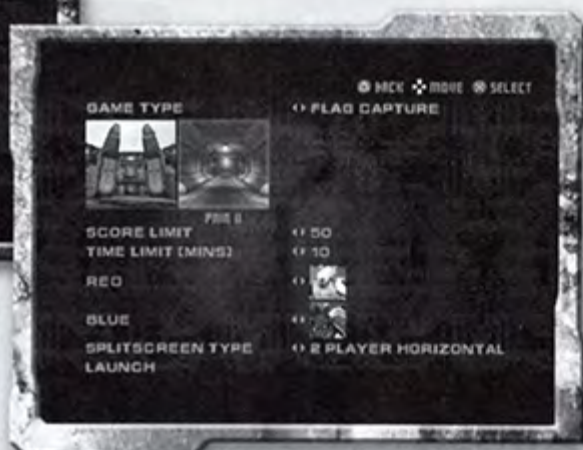 BACK MOVE SELECT
GAME TYPE FLAG CAPTURE
SCORE LIMIT 50
TIME LIMIT (MINS) 10
RED
BLUE
SPLITSCREEN TYPE 2 PLAYER HORIZONTAL
LAUNCH